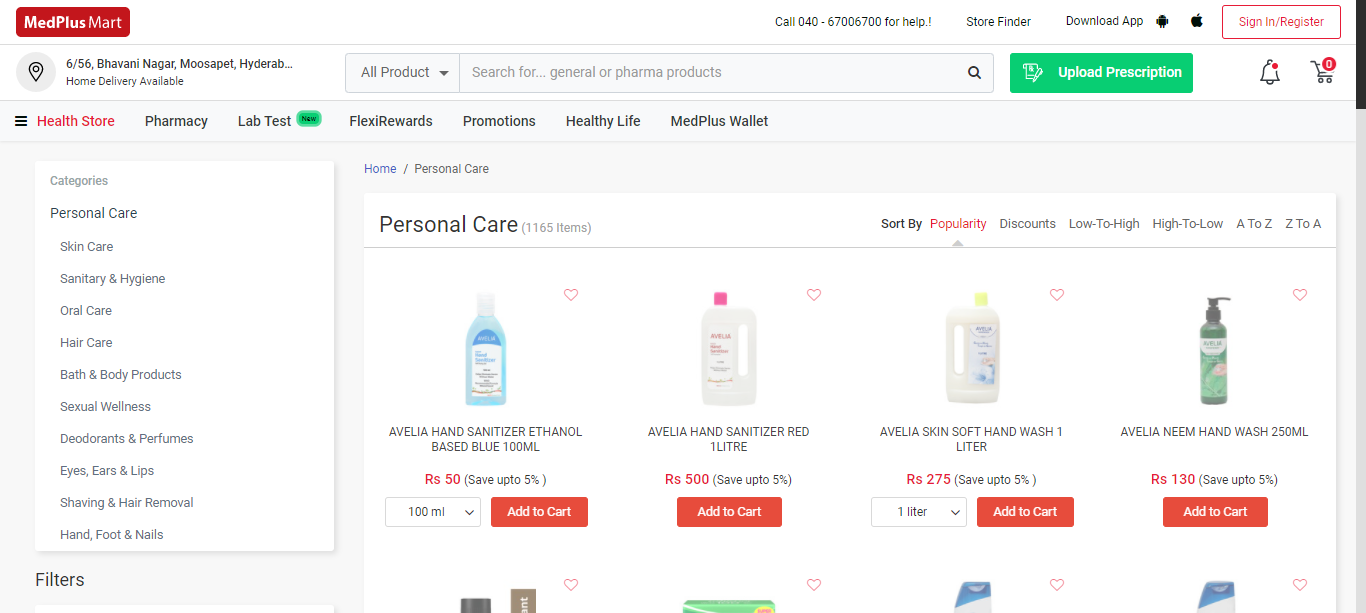 MedPlus Mart
Call 040 - 67006700 for help.!
Store Finder
Download App
Sign In/Register
6/56, Bhavani Nagar, Moosapet, Hyderab...
Home Delivery Available
All Product
Search for... general or pharma products
Upload Prescription
0
Health Store
Pharmacy
Lab Test New
FlexiRewards
Promotions
Healthy Life
MedPlus Wallet
Categories
Personal Care
Skin Care
Sanitary & Hygiene
Oral Care
Hair Care
Bath & Body Products
Sexual Wellness
Deodorants & Perfumes
Eyes, Ears & Lips
Shaving & Hair Removal
Hand, Foot & Nails
Filters
Home / Personal Care
Personal Care (1165 Items)
Sort By Popularity Discounts Low-To-High High-To-Low A To Z Z To A
AVELIA
Hand
Sanitizer
AVELIA HAND SANITIZER ETHANOL
BASED BLUE 100ML
Rs 50 (Save upto 5% )
100 ml
Add to Cart
AVELIA
Hand
Sanitizer
AVELIA HAND SANITIZER RED
1LITRE
Rs 500 (Save upto 5%)
Add to Cart
AVELIA
AVELIA SKIN SOFT HAND WASH 1
LITER
Rs 275 (Save upto 5% )
1 liter
Add to Cart
AVELIA
AVELIA NEEM HAND WASH 250ML
Rs 130 (Save upto 5%)
Add to Cart